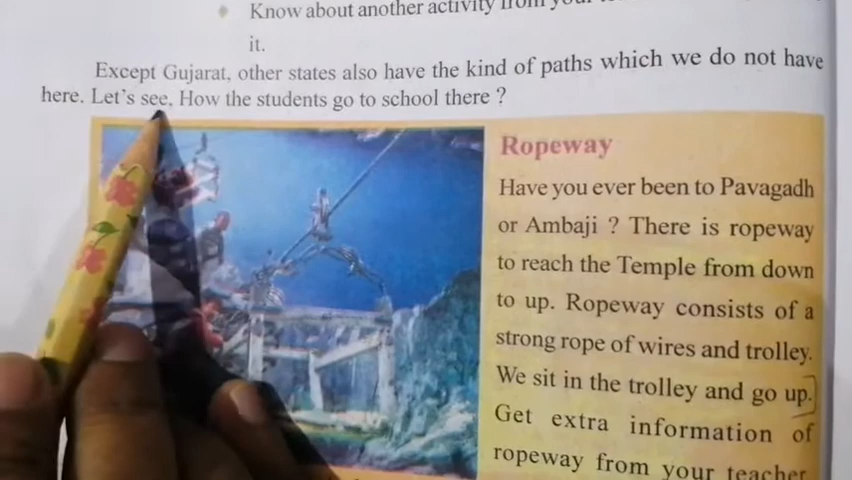 Know about another activity from your
it.
Except Gujarat, other states also have the kind of paths which we do not have
here. Let's see. How the students go to school there ?
Ropeway
Have you ever been to Pavagadh
or Ambaji ? There is ropeway
to reach the Temple from down
to up. Ropeway consists of a
strong rope of wires and trolley.
We sit in the trolley and go up.
Get extra information of
ropeway from your teacher